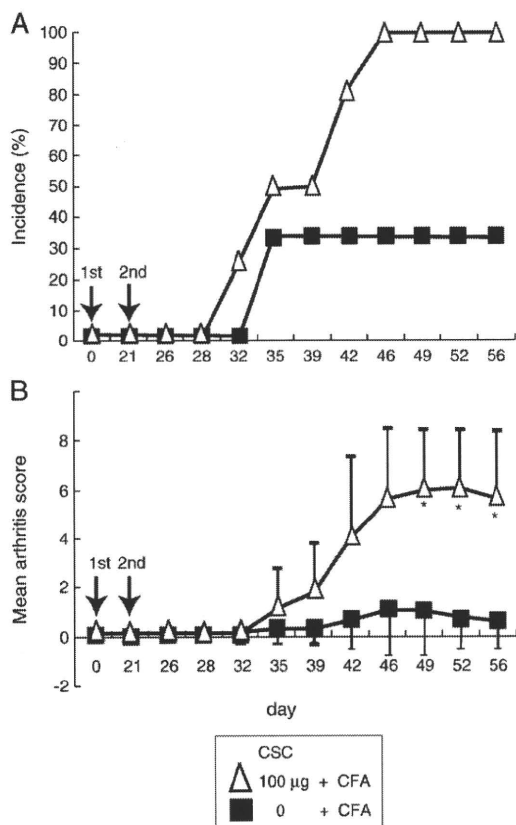 A
Incidence (%)
100
90
80
70
60
50
40
30
20
10
0
1st 2nd
0 21 26 28 32 35 39 42 46 49 52 56
B
Mean arthritis score
8
6
4
2
0
-2
1st 2nd
* * *
0 21 26 28 32 35 39 42 46 49 52 56
day
CSC
100 µg + CFA
0 + CFA